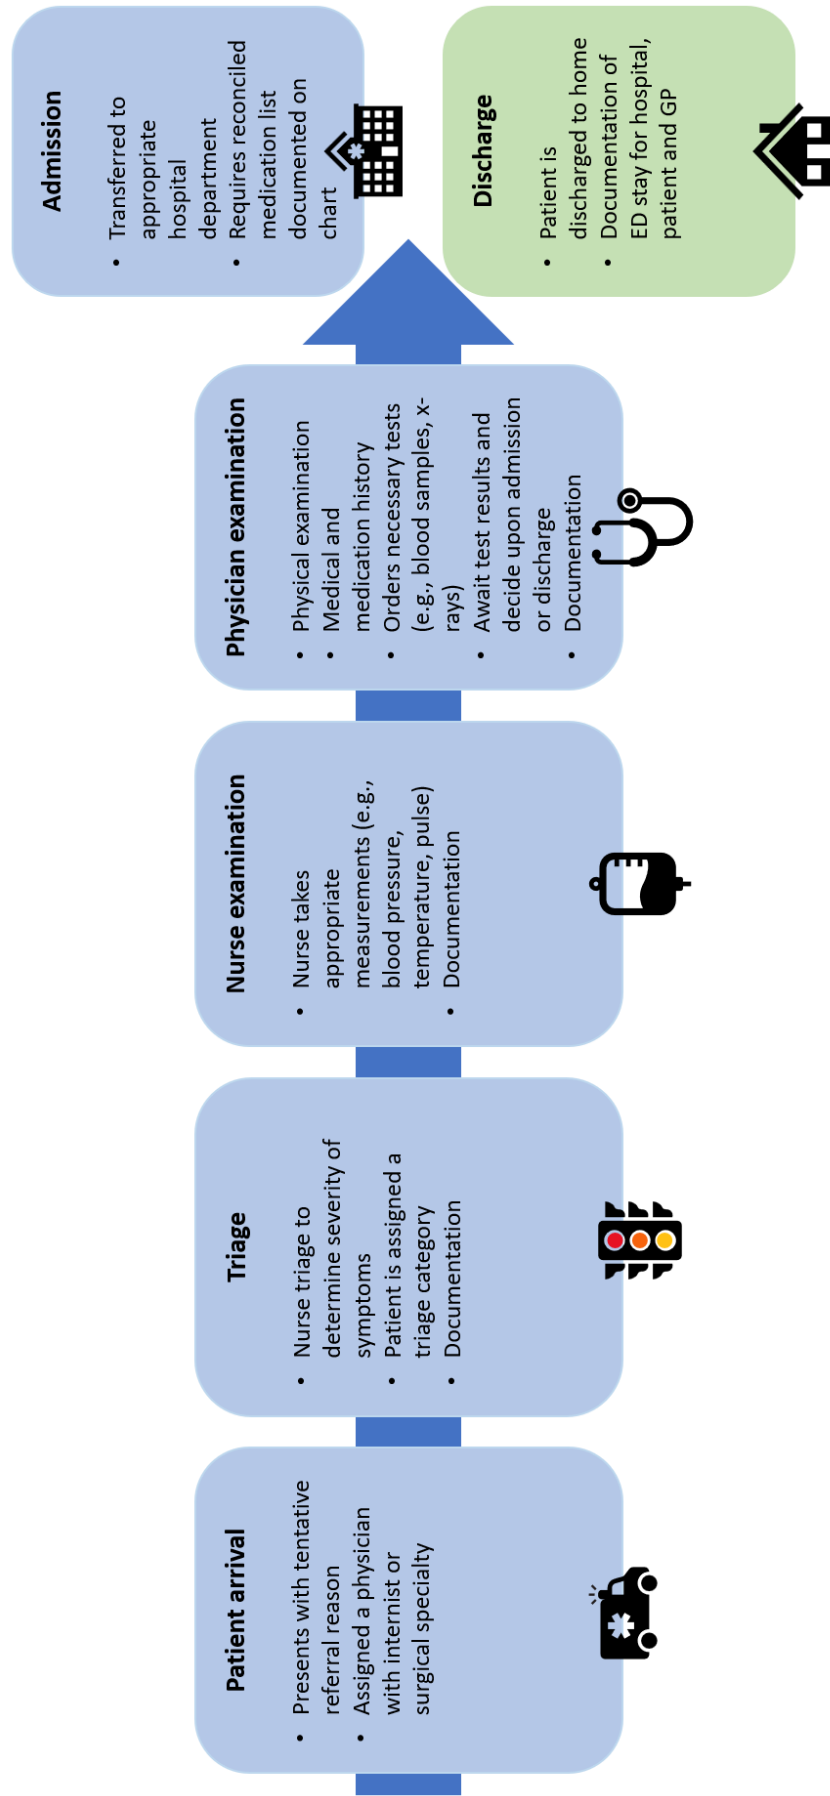 Patient arrival
• Presents with tentative
referral reason
• Assigned a physician
with internist or
surgical specialty
Triage
• Nurse triage to
determine severity of
symptoms
• Patient is assigned a
triage category
• Documentation
Nurse examination
• Nurse takes
appropriate
measurements (e.g.,
blood pressure,
temperature, pulse)
• Documentation
Physician examination
• Physical examination
• Medical and
medication history
• Orders necessary tests
(e.g., blood samples, x-
rays)
• Await test results and
decide upon admission
or discharge
• Documentation
Admission
• Transferred to
appropriate
hospital
department
• Requires reconciled
medication list
documented on
chart
Discharge
• Patient is
discharged to home
• Documentation of
ED stay for hospital,
patient and GP